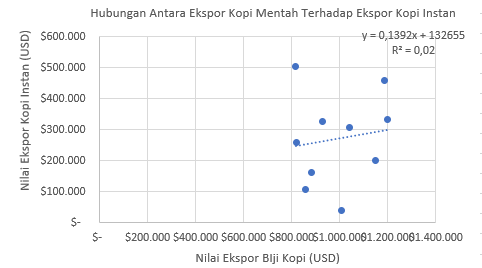 Hubungan Antara Ekspor Kopi Mentah Terhadap Ekspor Kopi Instan
$600.000
y = 0,1392x + 132655
R² = 0,02
$500.000
$400.000
$300.000
$200.000
$100.000
$-
Nilai Ekspor Kopi Instan (USD)
$- $200.000 $400.000 $600.000 $800.000 $1.000.000 $1.200.000 $1.400.000
Nilai Ekspor BIji Kopi (USD)